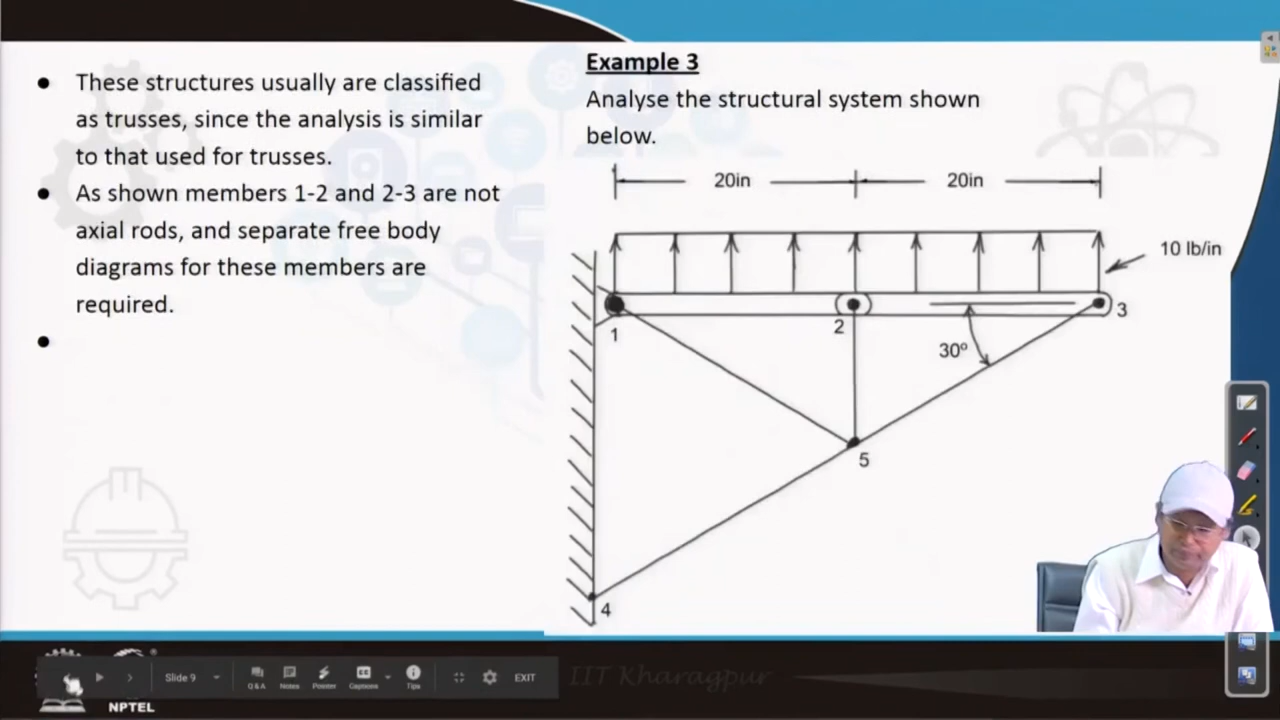 ● These structures usually are classified
as trusses, since the analysis is similar
to that used for trusses.
● As shown members 1-2 and 2-3 are not
axial rods, and separate free body
diagrams for these members are
required.
●
Example 3
Analyse the structural system shown
below.
20in 20in
10 lb/in
1 2 3
30º
5
4
Slide 9 Q & A Notes Pointer Captions Tips EXIT
IIT Kharagpur
NPTEL